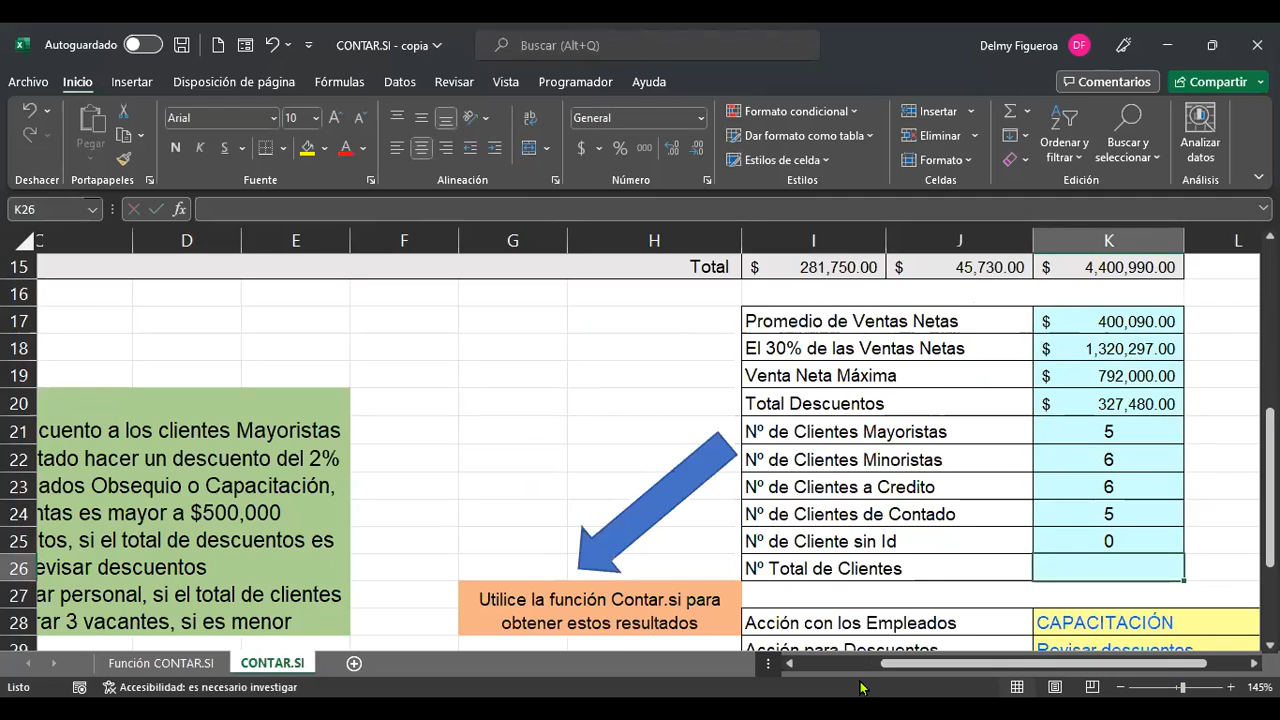 Autoguardado
CONTAR.SI - copia
Buscar (Alt+Q)
Delmy Figueroa DF
Archivo Inicio Insertar Disposición de página Fórmulas Datos Revisar Vista Programador Ayuda Comentarios Compartir
Pegar
Arial 10
N K S
ab
General
$ % 000
Formato condicional
Dar formato como tabla
Estilos de celda
Insertar
Eliminar
Formato
Ordenar y filtrar
Buscar y seleccionar
Analizar datos
Deshacer Portapapeles Fuente Alineación Número Estilos Celdas Edición Análisis
K26 fx
C D E F G H I J K L
15 Total $ 281,750.00 $ 45,730.00 $ 4,400,990.00
16
17 Promedio de Ventas Netas $ 400,090.00
18 El 30% de las Ventas Netas $ 1,320,297.00
19 Venta Neta Máxima $ 792,000.00
20 Total Descuentos $ 327,480.00
21 cuento a los clientes Mayoristas Nº de Clientes Mayoristas 5
22 tado hacer un descuento del 2% Nº de Clientes Minoristas 6
23 ados Obsequio o Capacitación, Nº de Clientes a Credito 6
24 ntas es mayor a $500,000 Nº de Clientes de Contado 5
25 tos, si el total de descuentos es Nº de Cliente sin Id 0
26 evisar descuentos Nº Total de Clientes
27 ar personal, si el total de clientes Utilice la función Contar.si para
28 rar 3 vacantes, si es menor obtener estos resultados Acción con los Empleados CAPACITACIÓN
29 Acción para Descuentos Revisar descuentos
Función CONTAR.SI CONTAR.SI
Listo Accesibilidad: es necesario investigar 145%